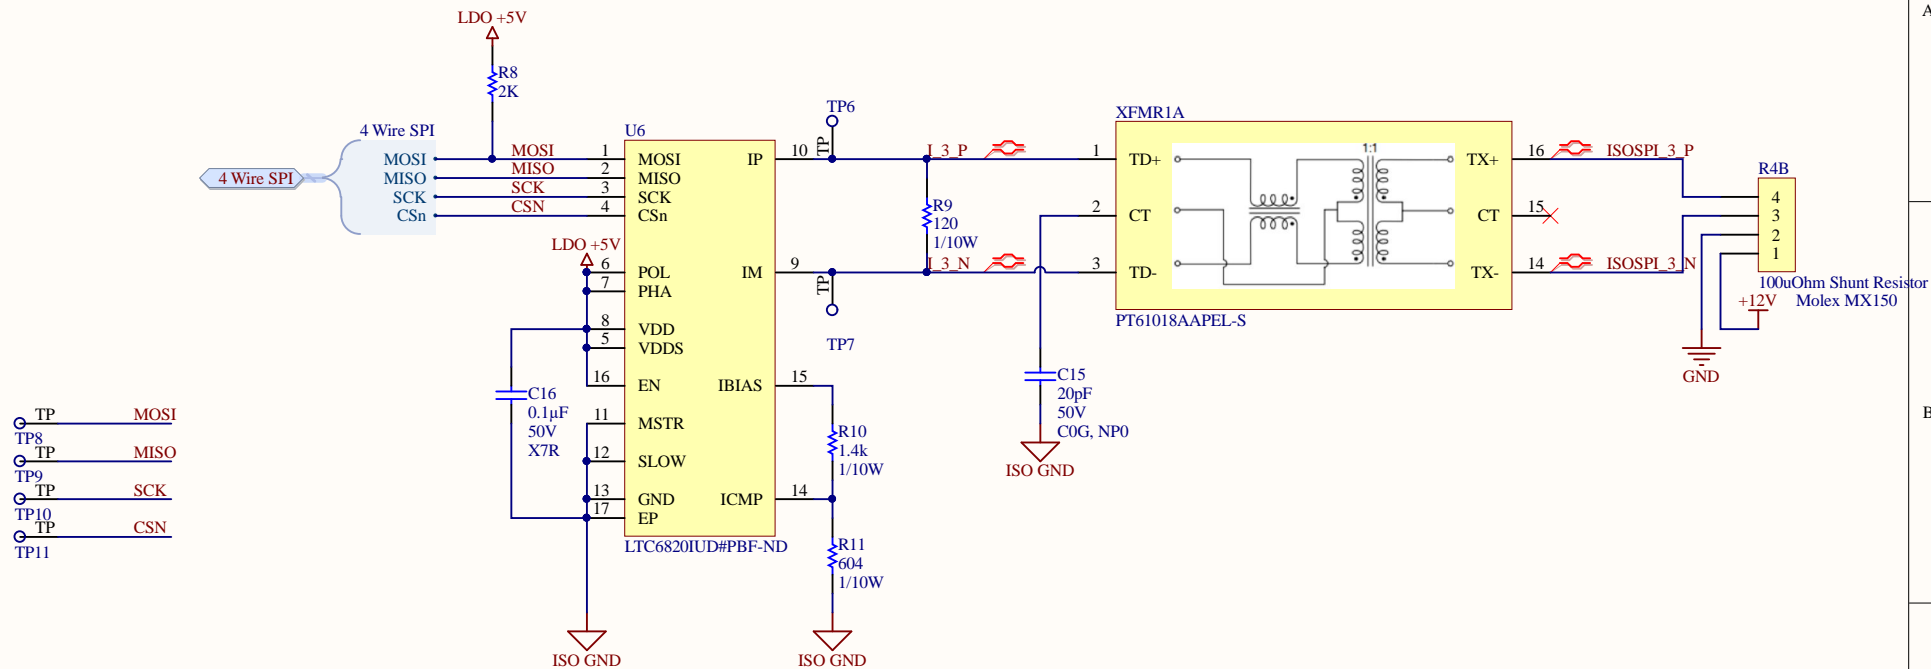 A
LDO +5V
R8
2K
4 Wire SPI
4 Wire SPI
MOSI
MISO
SCK
CSn
MOSI
MISO
SCK
CSN
1
2
3
4
U6
MOSI
MISO
SCK
CSn
LDO +5V
6
7
8
5
16
11
12
13
17
POL
PHA
VDD
VDDS
EN
MSTR
SLOW
GND
EP
IP
IM
IBIAS
ICMP
10
9
15
14
LTC6820IUD#PBF-ND
C16
0.1µF
50V
X7R
ISO GND
TP6
TP
TP
TP7
I_3_P
R9
120
1/10W
I_3_N
R10
1.4k
1/10W
R11
604
1/10W
ISO GND
C15
20pF
50V
C0G, NP0
ISO GND
XFMR1A
1
2
3
TD+
CT
TD-
1:1
TX+
CT
TX-
16
15
14
PT61018AAPEL-S
ISOSPI_3_P
ISOSPI_3_N
R4B
4
3
2
1
100uOhm Shunt Resistor
Molex MX150
+12V
GND
B
TP MOSI
TP8
TP MISO
TP9
TP SCK
TP10
TP CSN
TP11